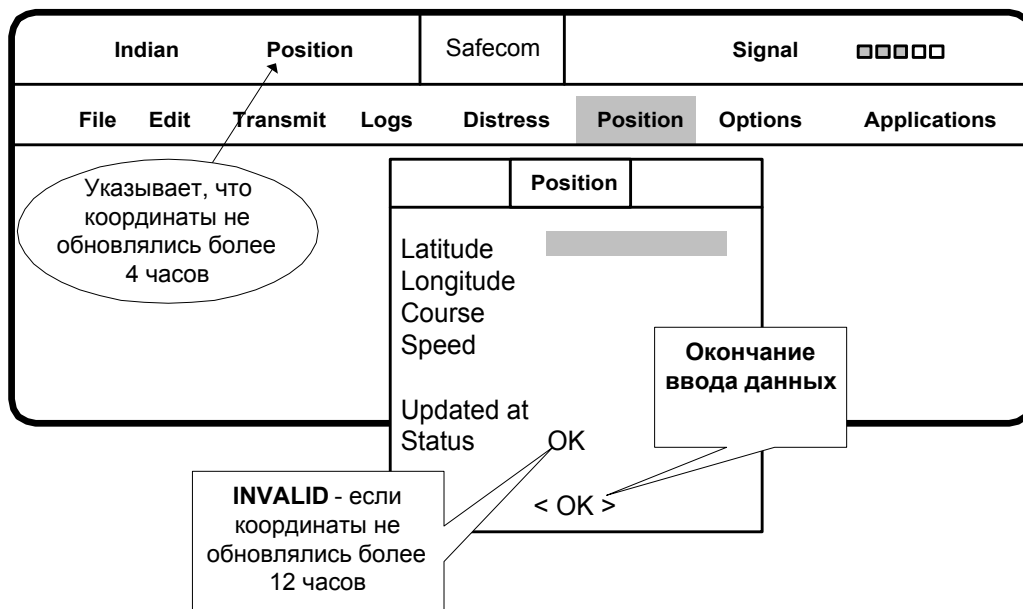 Indian Position Safecom Signal
File Edit Transmit Logs Distress Position Options Applications
Указывает, что
координаты не
обновлялись более
4 часов
Position
Latitude
Longitude
Course
Speed
Окончание
ввода данных
Updated at
Status OK
< OK >
INVALID - если
координаты не
обновлялись более
12 часов